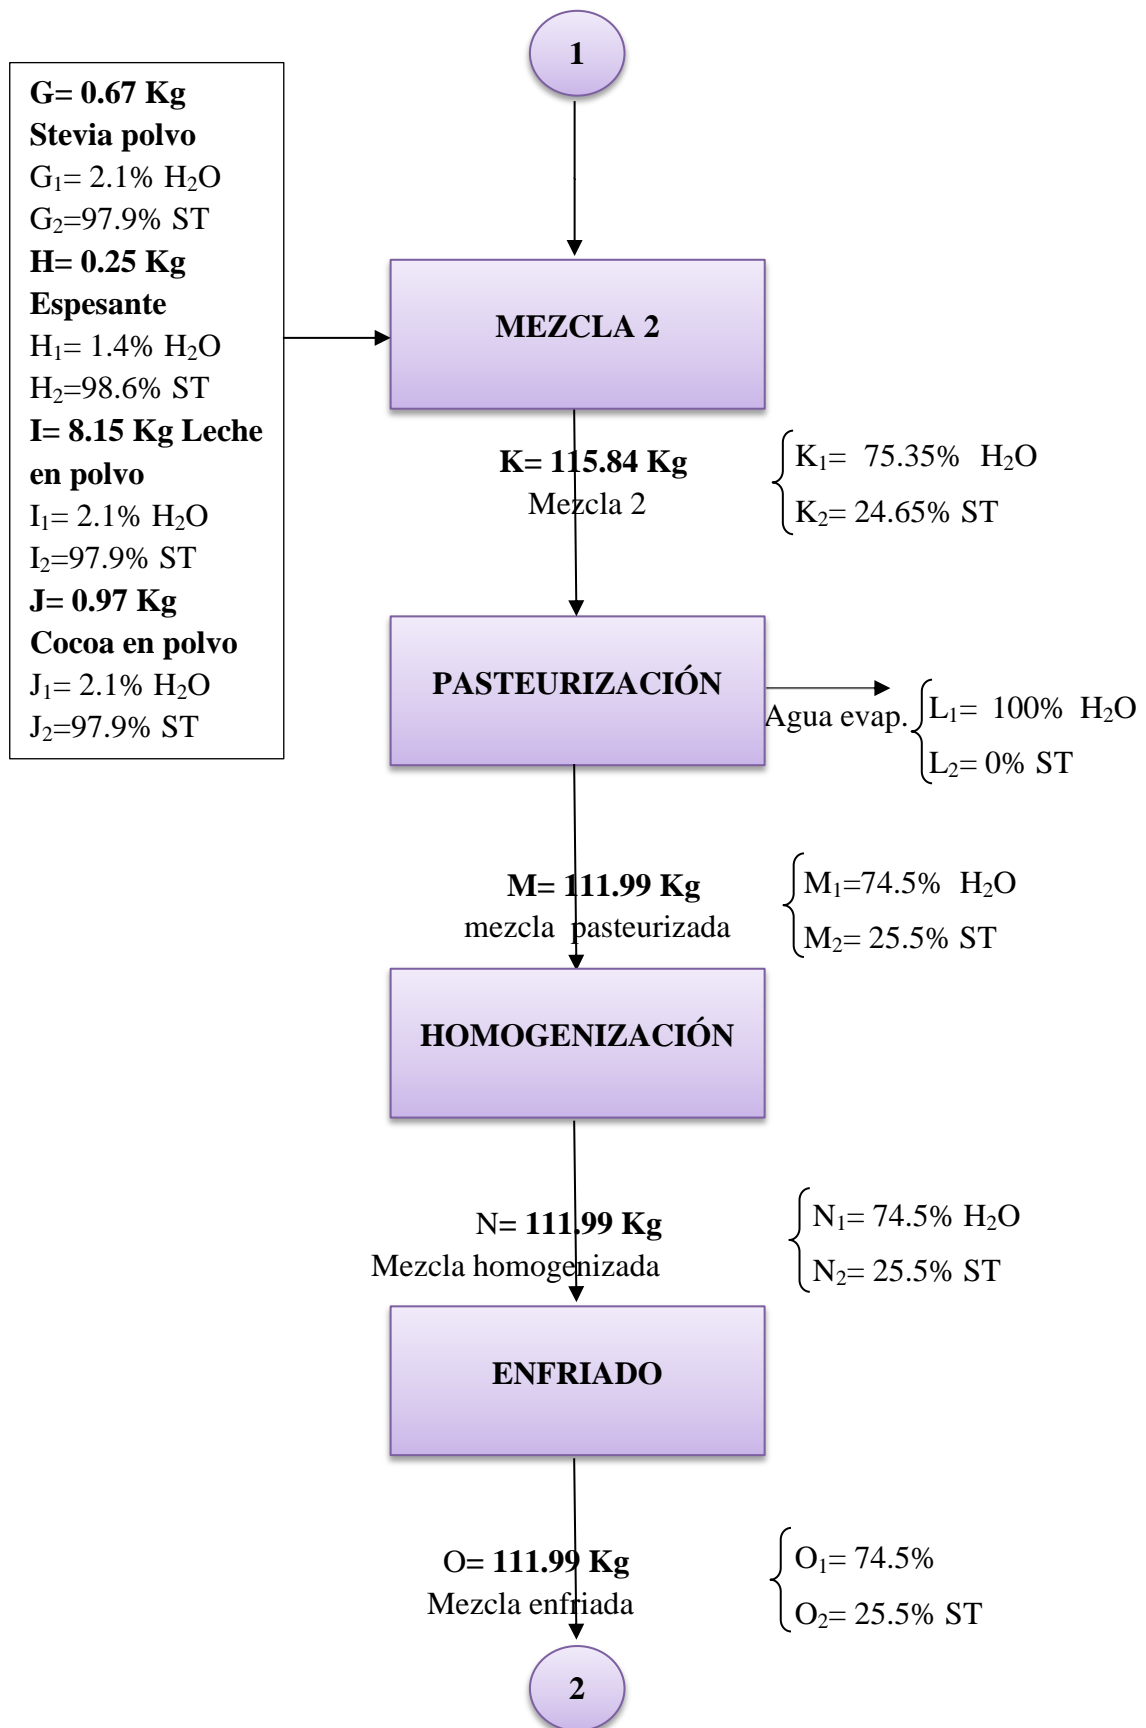 1
G= 0.67 Kg
Stevia polvo
G₁= 2.1% H₂O
G₂=97.9% ST
H= 0.25 Kg
Espesante
H₁= 1.4% H₂O
H₂=98.6% ST
I= 8.15 Kg Leche
en polvo
I₁= 2.1% H₂O
I₂=97.9% ST
J= 0.97 Kg
Cocoa en polvo
J₁= 2.1% H₂O
J₂=97.9% ST
MEZCLA 2
K= 115.84 Kg
Mezcla 2
K₁= 75.35% H₂O
K₂= 24.65% ST
PASTEURIZACIÓN
Agua evap.
L₁= 100% H₂O
L₂= 0% ST
M= 111.99 Kg
mezcla pasteurizada
M₁=74.5% H₂O
M₂= 25.5% ST
HOMOGENIZACIÓN
N= 111.99 Kg
Mezcla homogenizada
N₁= 74.5% H₂O
N₂= 25.5% ST
ENFRIADO
O= 111.99 Kg
Mezcla enfriada
O₁= 74.5%
O₂= 25.5% ST
2